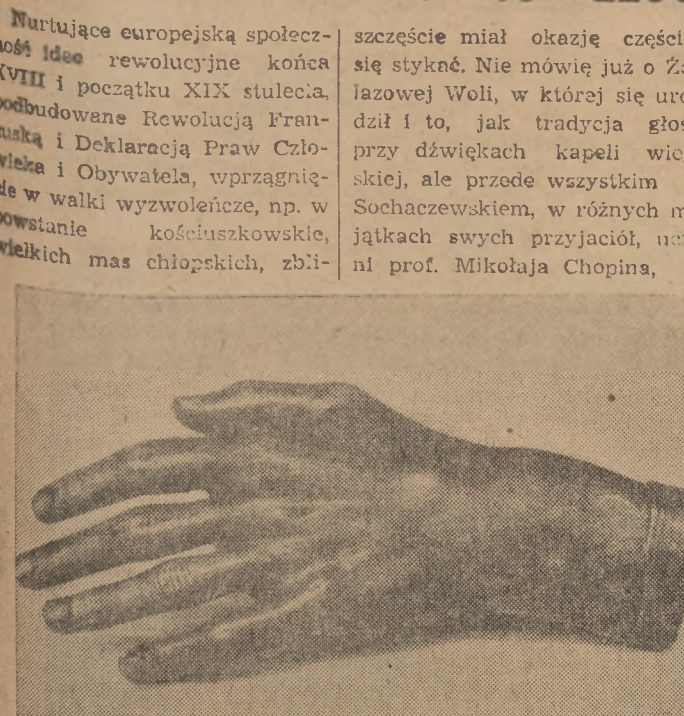 Nurtujące europejską społecz-
ność idee rewolucyjne końca
XVIII i początku XIX stulecia,
podbudowane Rewolucją Fran-
cuską i Deklaracją Praw Czło-
wieka i Obywatela, wprzągnię-
te w walki wyzwoleńcze, np. w
powstanie kościuszkowskie,
wielkich mas chłopskich, zbli-
szczęście miał okazję części
się stykać. Nie mówię już o Że
lazowej Woli, w której się uro
dził i to, jak tradycja głos
przy dźwiękach kapeli wie
skiej, ale przede wszystkim
Sochaczewskiem, w różnych m
jątkach swych przyjaciół,
ni prof. Mikołaja Chopina,